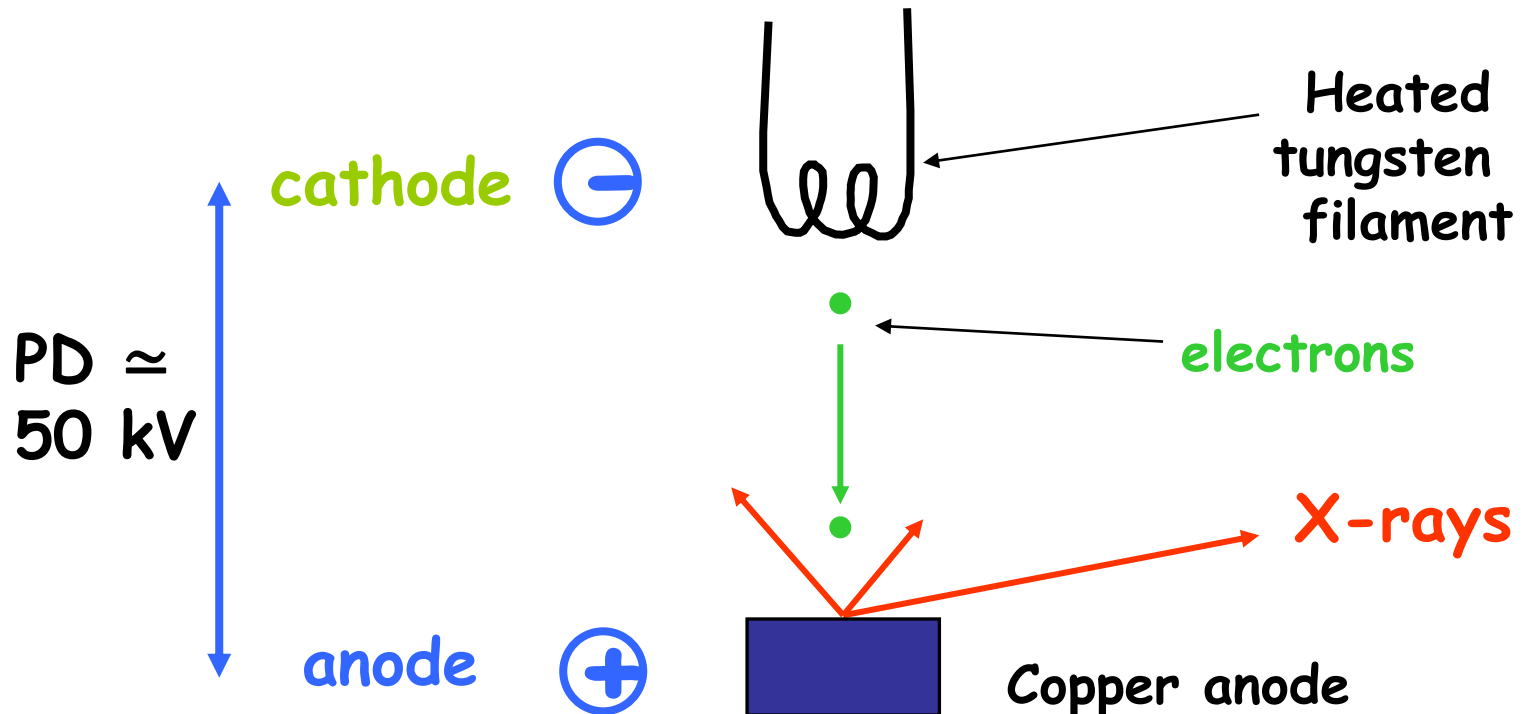 Heated
tungsten
filament
cathode −
PD ≃
50 kV
electrons
X-rays
anode +
Copper anode